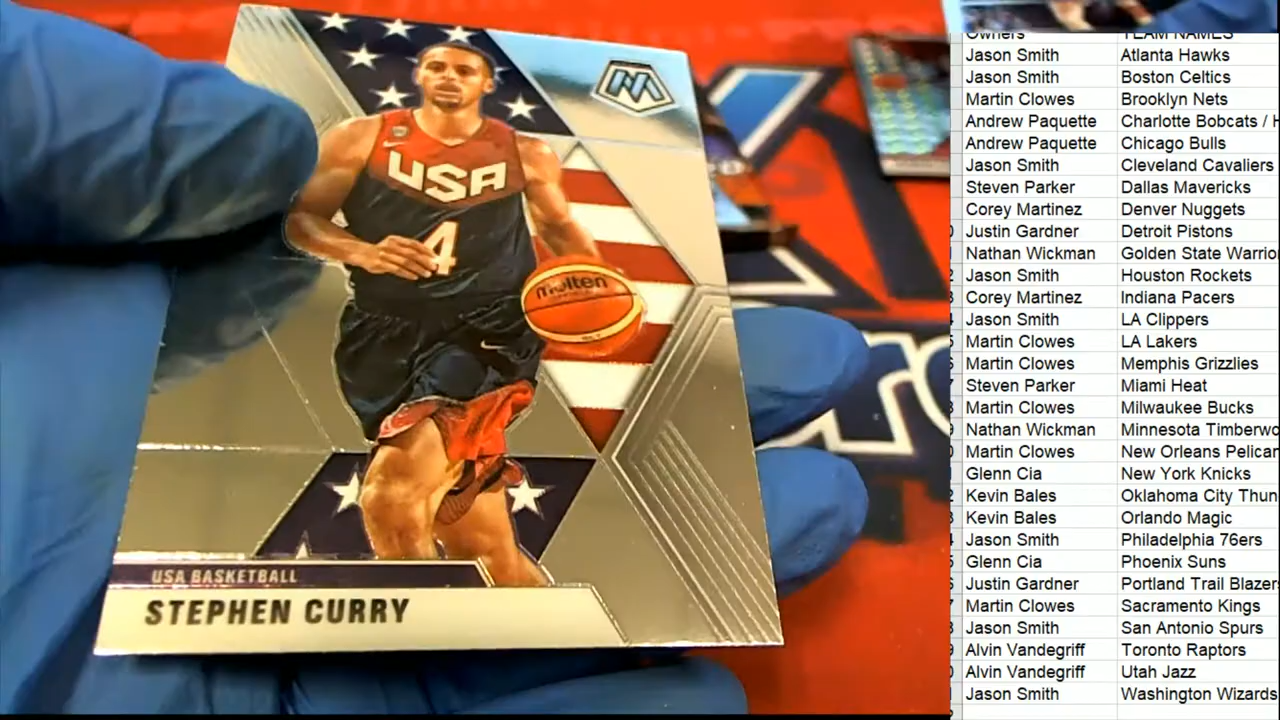 USA
4
molten
USA BASKETBALL
STEPHEN CURRY
Owners TEAM NAMES
Jason Smith Atlanta Hawks
Jason Smith Boston Celtics
Martin Clowes Brooklyn Nets
Andrew Paquette Charlotte Bobcats / H
Andrew Paquette Chicago Bulls
Jason Smith Cleveland Cavaliers
Steven Parker Dallas Mavericks
Corey Martinez Denver Nuggets
Justin Gardner Detroit Pistons
Nathan Wickman Golden State Warrio
Jason Smith Houston Rockets
Corey Martinez Indiana Pacers
Jason Smith LA Clippers
Martin Clowes LA Lakers
Martin Clowes Memphis Grizzlies
Steven Parker Miami Heat
Martin Clowes Milwaukee Bucks
Nathan Wickman Minnesota Timberwo
Martin Clowes New Orleans Pelican
Glenn Cia New York Knicks
Kevin Bales Oklahoma City Thun
Kevin Bales Orlando Magic
Jason Smith Philadelphia 76ers
Glenn Cia Phoenix Suns
Justin Gardner Portland Trail Blazer
Martin Clowes Sacramento Kings
Jason Smith San Antonio Spurs
Alvin Vandegriff Toronto Raptors
Alvin Vandegriff Utah Jazz
Jason Smith Washington Wizards